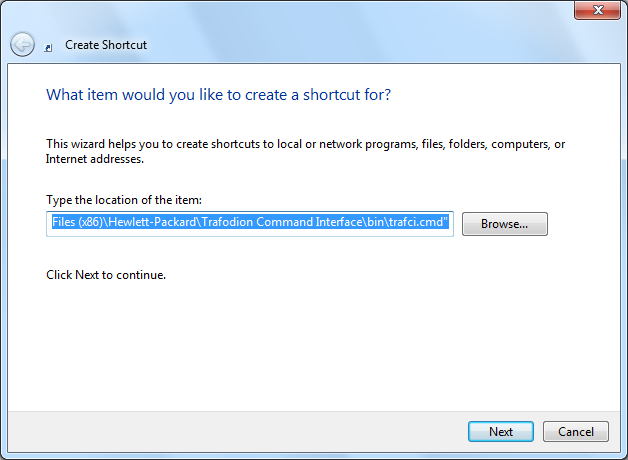 Create Shortcut
What item would you like to create a shortcut for?
This wizard helps you to create shortcuts to local or network programs, files, folders, computers, or
Internet addresses.
Type the location of the item:
Files (x86)\Hewlett-Packard\Trafodion Command Interface\bin\trafci.cmd"
Browse...
Click Next to continue.
Next
Cancel